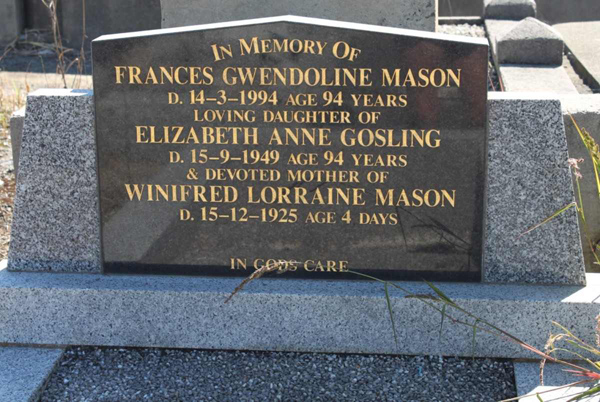 In Memory Of
FRANCES GWENDOLINE MASON
D. 14–3–1994 AGE 94 YEARS
LOVING DAUGHTER OF
ELIZABETH ANNE GOSLING
D. 15–9–1949 AGE 94 YEARS
& DEVOTED MOTHER OF
WINIFRED LORRAINE MASON
D. 15–12–1925 AGE 4 DAYS
IN GODS CARE